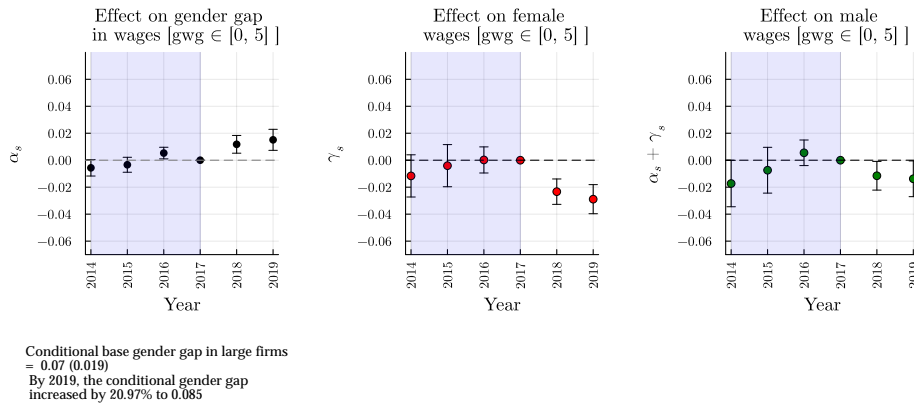 Effect on gender gap
in wages [gwg ∈ [0, 5] ]
0.06
0.04
0.02
0.00
−0.02
−0.04
−0.06
α_s
2014
2015
2016
2017
2018
2019
Year
Effect on female
wages [gwg ∈ [0, 5] ]
0.06
0.04
0.02
0.00
−0.02
−0.04
−0.06
γ_s
2014
2015
2016
2017
2018
2019
Year
Effect on male
wages [gwg ∈ [0, 5] ]
0.06
0.04
0.02
0.00
−0.02
−0.04
−0.06
α_s + γ_s
2014
2015
2016
2017
2018
2019
Year
Conditional base gender gap in large firms
= 0.07 (0.019)
By 2019, the conditional gender gap
increased by 20.97% to 0.085